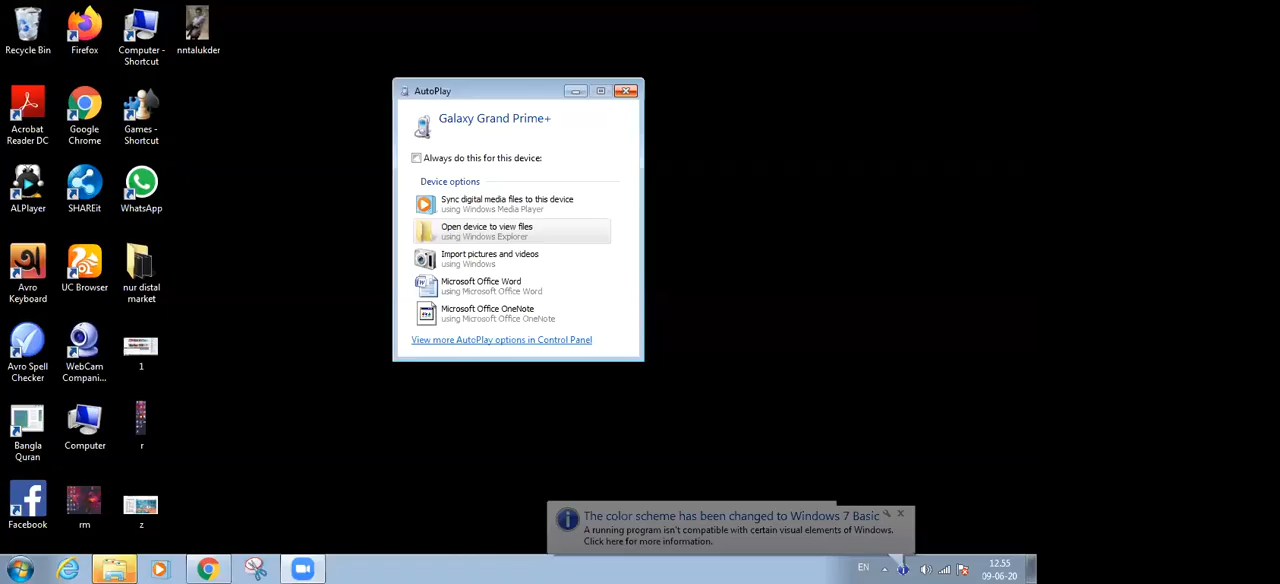 Recycle Bin
Firefox
Computer -
Shortcut
nntalukder
Acrobat
Reader DC
Google
Chrome
Games -
Shortcut
ALPlayer
SHAREit
WhatsApp
অ
Avro
Keyboard
UC Browser
nur distal
market
Avro Spell
Checker
WebCam
Compani...
1
Bangla
Quran
Computer
r
Facebook
rm
z
AutoPlay
Galaxy Grand Prime+
Always do this for this device:
Device options
Sync digital media files to this device
using Windows Media Player
Open device to view files
using Windows Explorer
Import pictures and videos
using Windows
Microsoft Office Word
using Microsoft Office Word
Microsoft Office OneNote
using Microsoft Office OneNote
View more AutoPlay options in Control Panel
The color scheme has been changed to Windows 7 Basic
A running program isn't compatible with certain visual elements of Windows.
Click here for more information.
EN
12.55
09-06-20